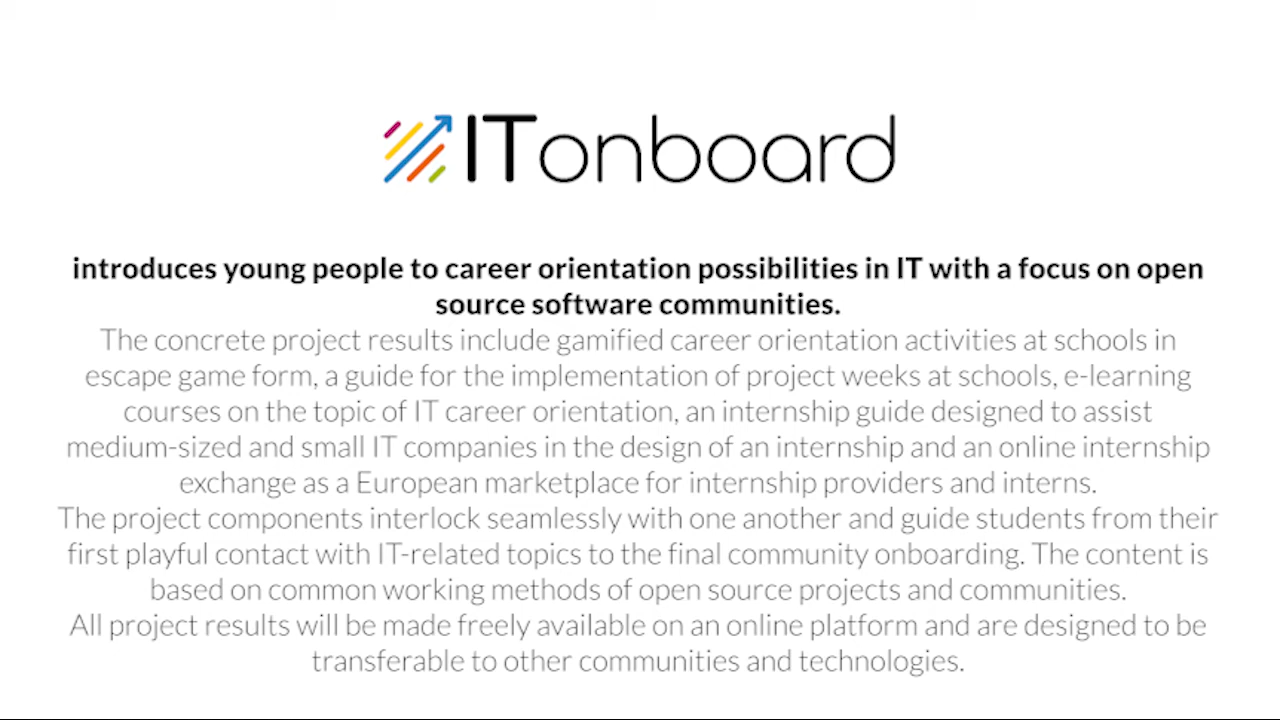 ITonboard
introduces young people to career orientation possibilities in IT with a focus on open
source software communities.
The concrete project results include gamified career orientation activities at schools in
escape game form, a guide for the implementation of project weeks at schools, e-learning
courses on the topic of IT career orientation, an internship guide designed to assist
medium-sized and small IT companies in the design of an internship and an online internship
exchange as a European marketplace for internship providers and interns.
The project components interlock seamlessly with one another and guide students from their
first playful contact with IT-related topics to the final community onboarding. The content is
based on common working methods of open source projects and communities.
All project results will be made freely available on an online platform and are designed to be
transferable to other communities and technologies.